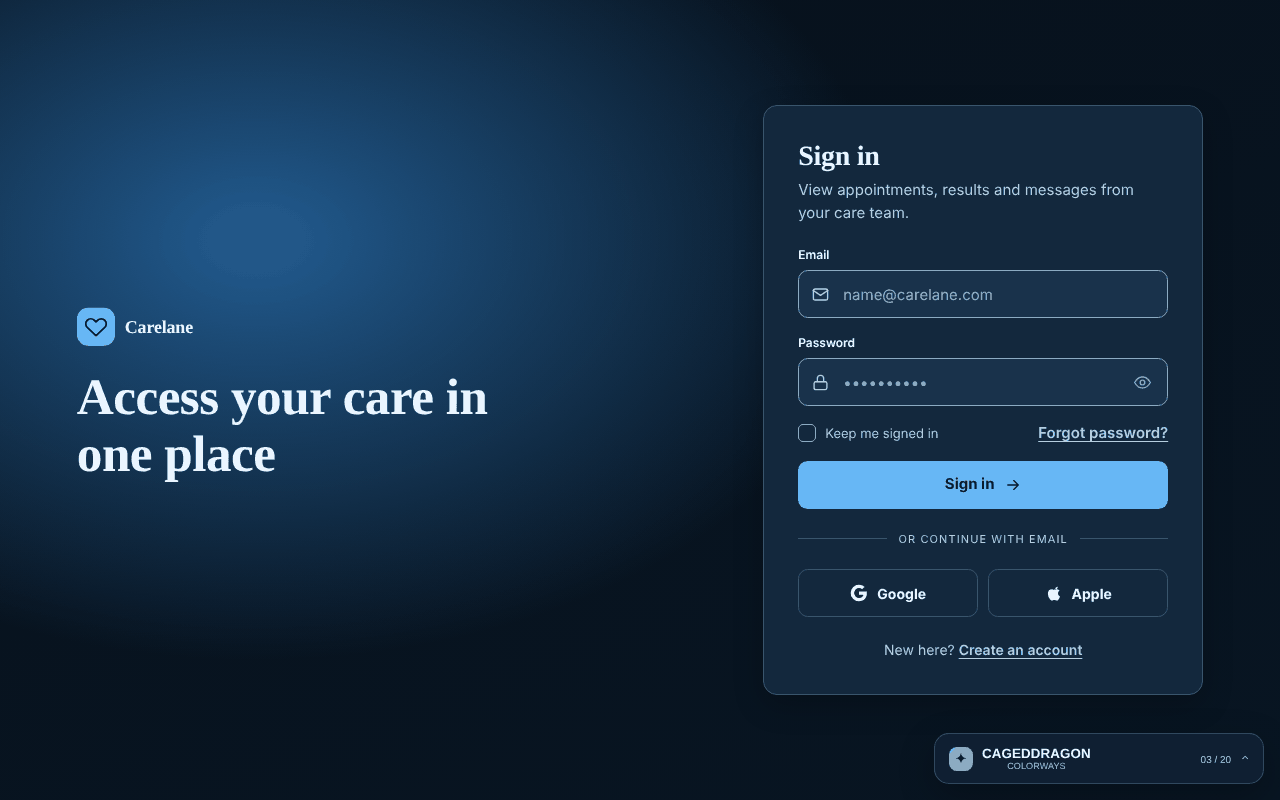 Carelane
Access your care in
one place
Sign in
View appointments, results and messages from
your care team.
Email
name@carelane.com
Password
••••••••••
Keep me signed in
Forgot password?
Sign in →
OR CONTINUE WITH EMAIL
Google
Apple
New here? Create an account
CAGEDDRAGON
COLORWAYS
03 / 20